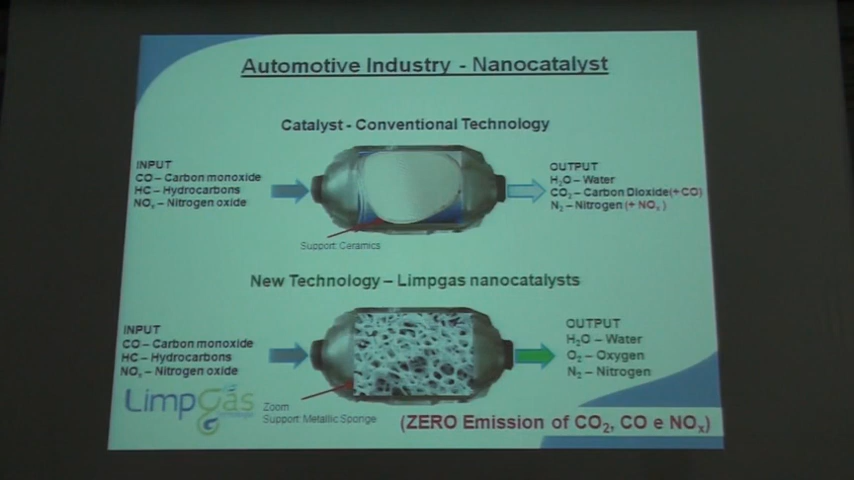 Automotive Industry - Nanocatalyst
Catalyst - Conventional Technology
INPUT
CO – Carbon monoxide
HC – Hydrocarbons
NOx – Nitrogen oxide
OUTPUT
H2O – Water
CO2 – Carbon Dioxide (+CO)
N2 – Nitrogen (+ NOx)
Support: Ceramics
New Technology – Limpgas nanocatalysts
INPUT
CO – Carbon monoxide
HC – Hydrocarbons
NOx – Nitrogen oxide
OUTPUT
H2O – Water
O2 – Oxygen
N2 – Nitrogen
Limpgas
Zoom
Support: Metallic Sponge
(ZERO Emission of CO2, CO e NOx)